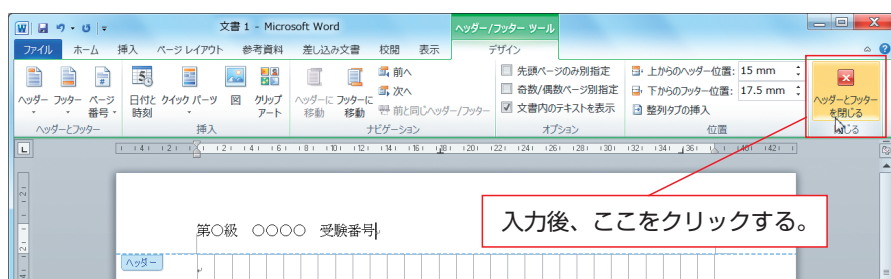 文書 1 - Microsoft Word
ヘッダー/フッター ツール
ファイル ホーム 挿入 ページ レイアウト 参考資料 差し込み文書 校閲 表示 デザイン
ヘッダー フッター ページ番号
日付と時刻 クイック パーツ 図 クリップアート
ヘッダーに移動 フッターに移動
前へ
次へ
前と同じヘッダー/フッター
先頭ページのみ別指定
奇数/偶数ページ別指定
文書内のテキストを表示
上からのヘッダー位置: 15 mm
下からのフッター位置: 17.5 mm
整列タブの挿入
ヘッダーとフッター
を閉じる
ヘッダーとフッター 挿入 ナビゲーション オプション 位置 閉じる
入力後、ここをクリックする。
第○級 ○○○○ 受験番号
ヘッダー